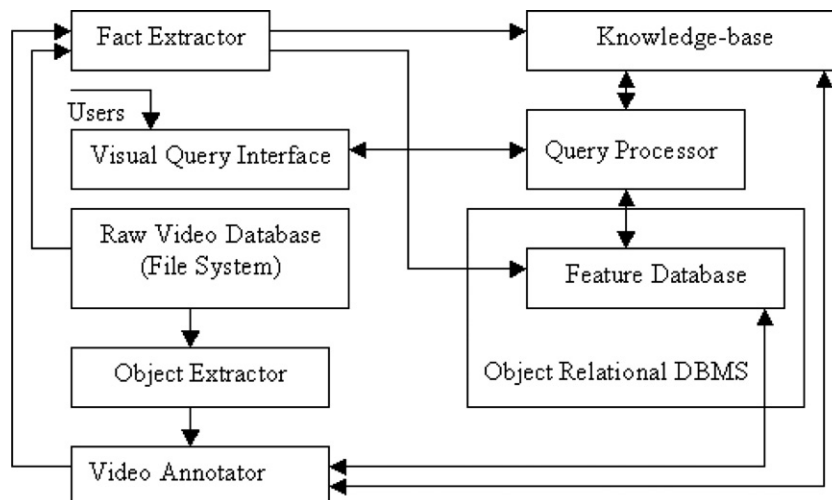 Fact Extractor
Knowledge-base
Users
Visual Query Interface
Query Processor
Raw Video Database
(File System)
Feature Database
Object Extractor
Object Relational DBMS
Video Annotator